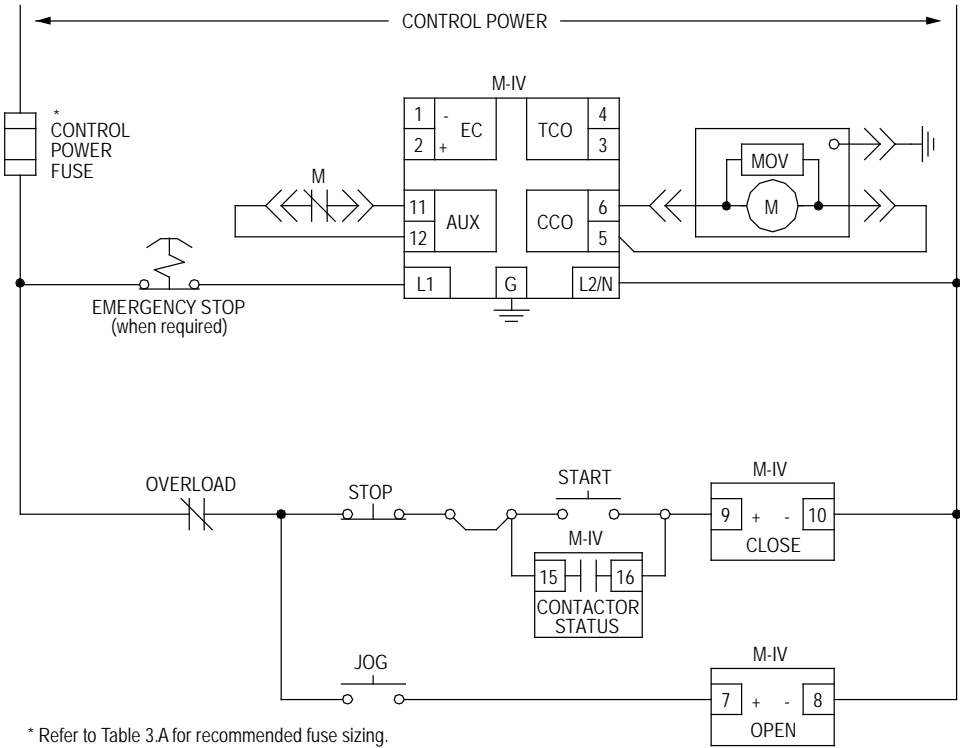 CONTROL POWER
*
CONTROL
POWER
FUSE
M-IV
1 - EC TCO 4
2 + 3
MOV
M
M
11 AUX CCO 6
12 5
L1 G L2/N
EMERGENCY STOP
(when required)
OVERLOAD
STOP
START
M-IV
9 + - 10
CLOSE
M-IV
15 16
CONTACTOR
STATUS
JOG
M-IV
7 + - 8
OPEN
* Refer to Table 3.A for recommended fuse sizing.